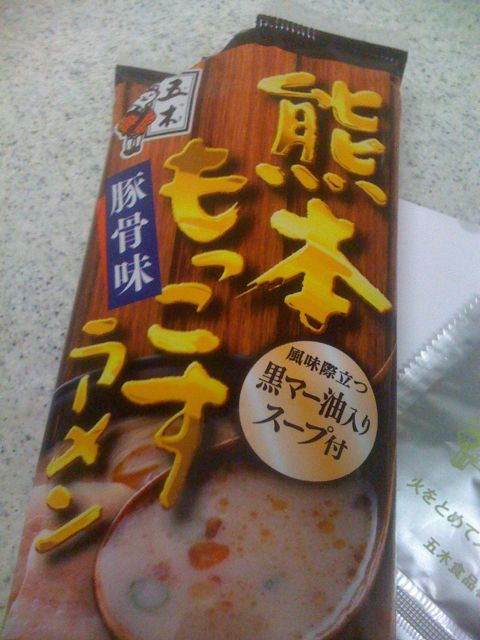 五木
熊本
もっこす
ラーメン
豚骨味
風味際立つ
黒マー油入り
スープ付
火をとめて
五木食品